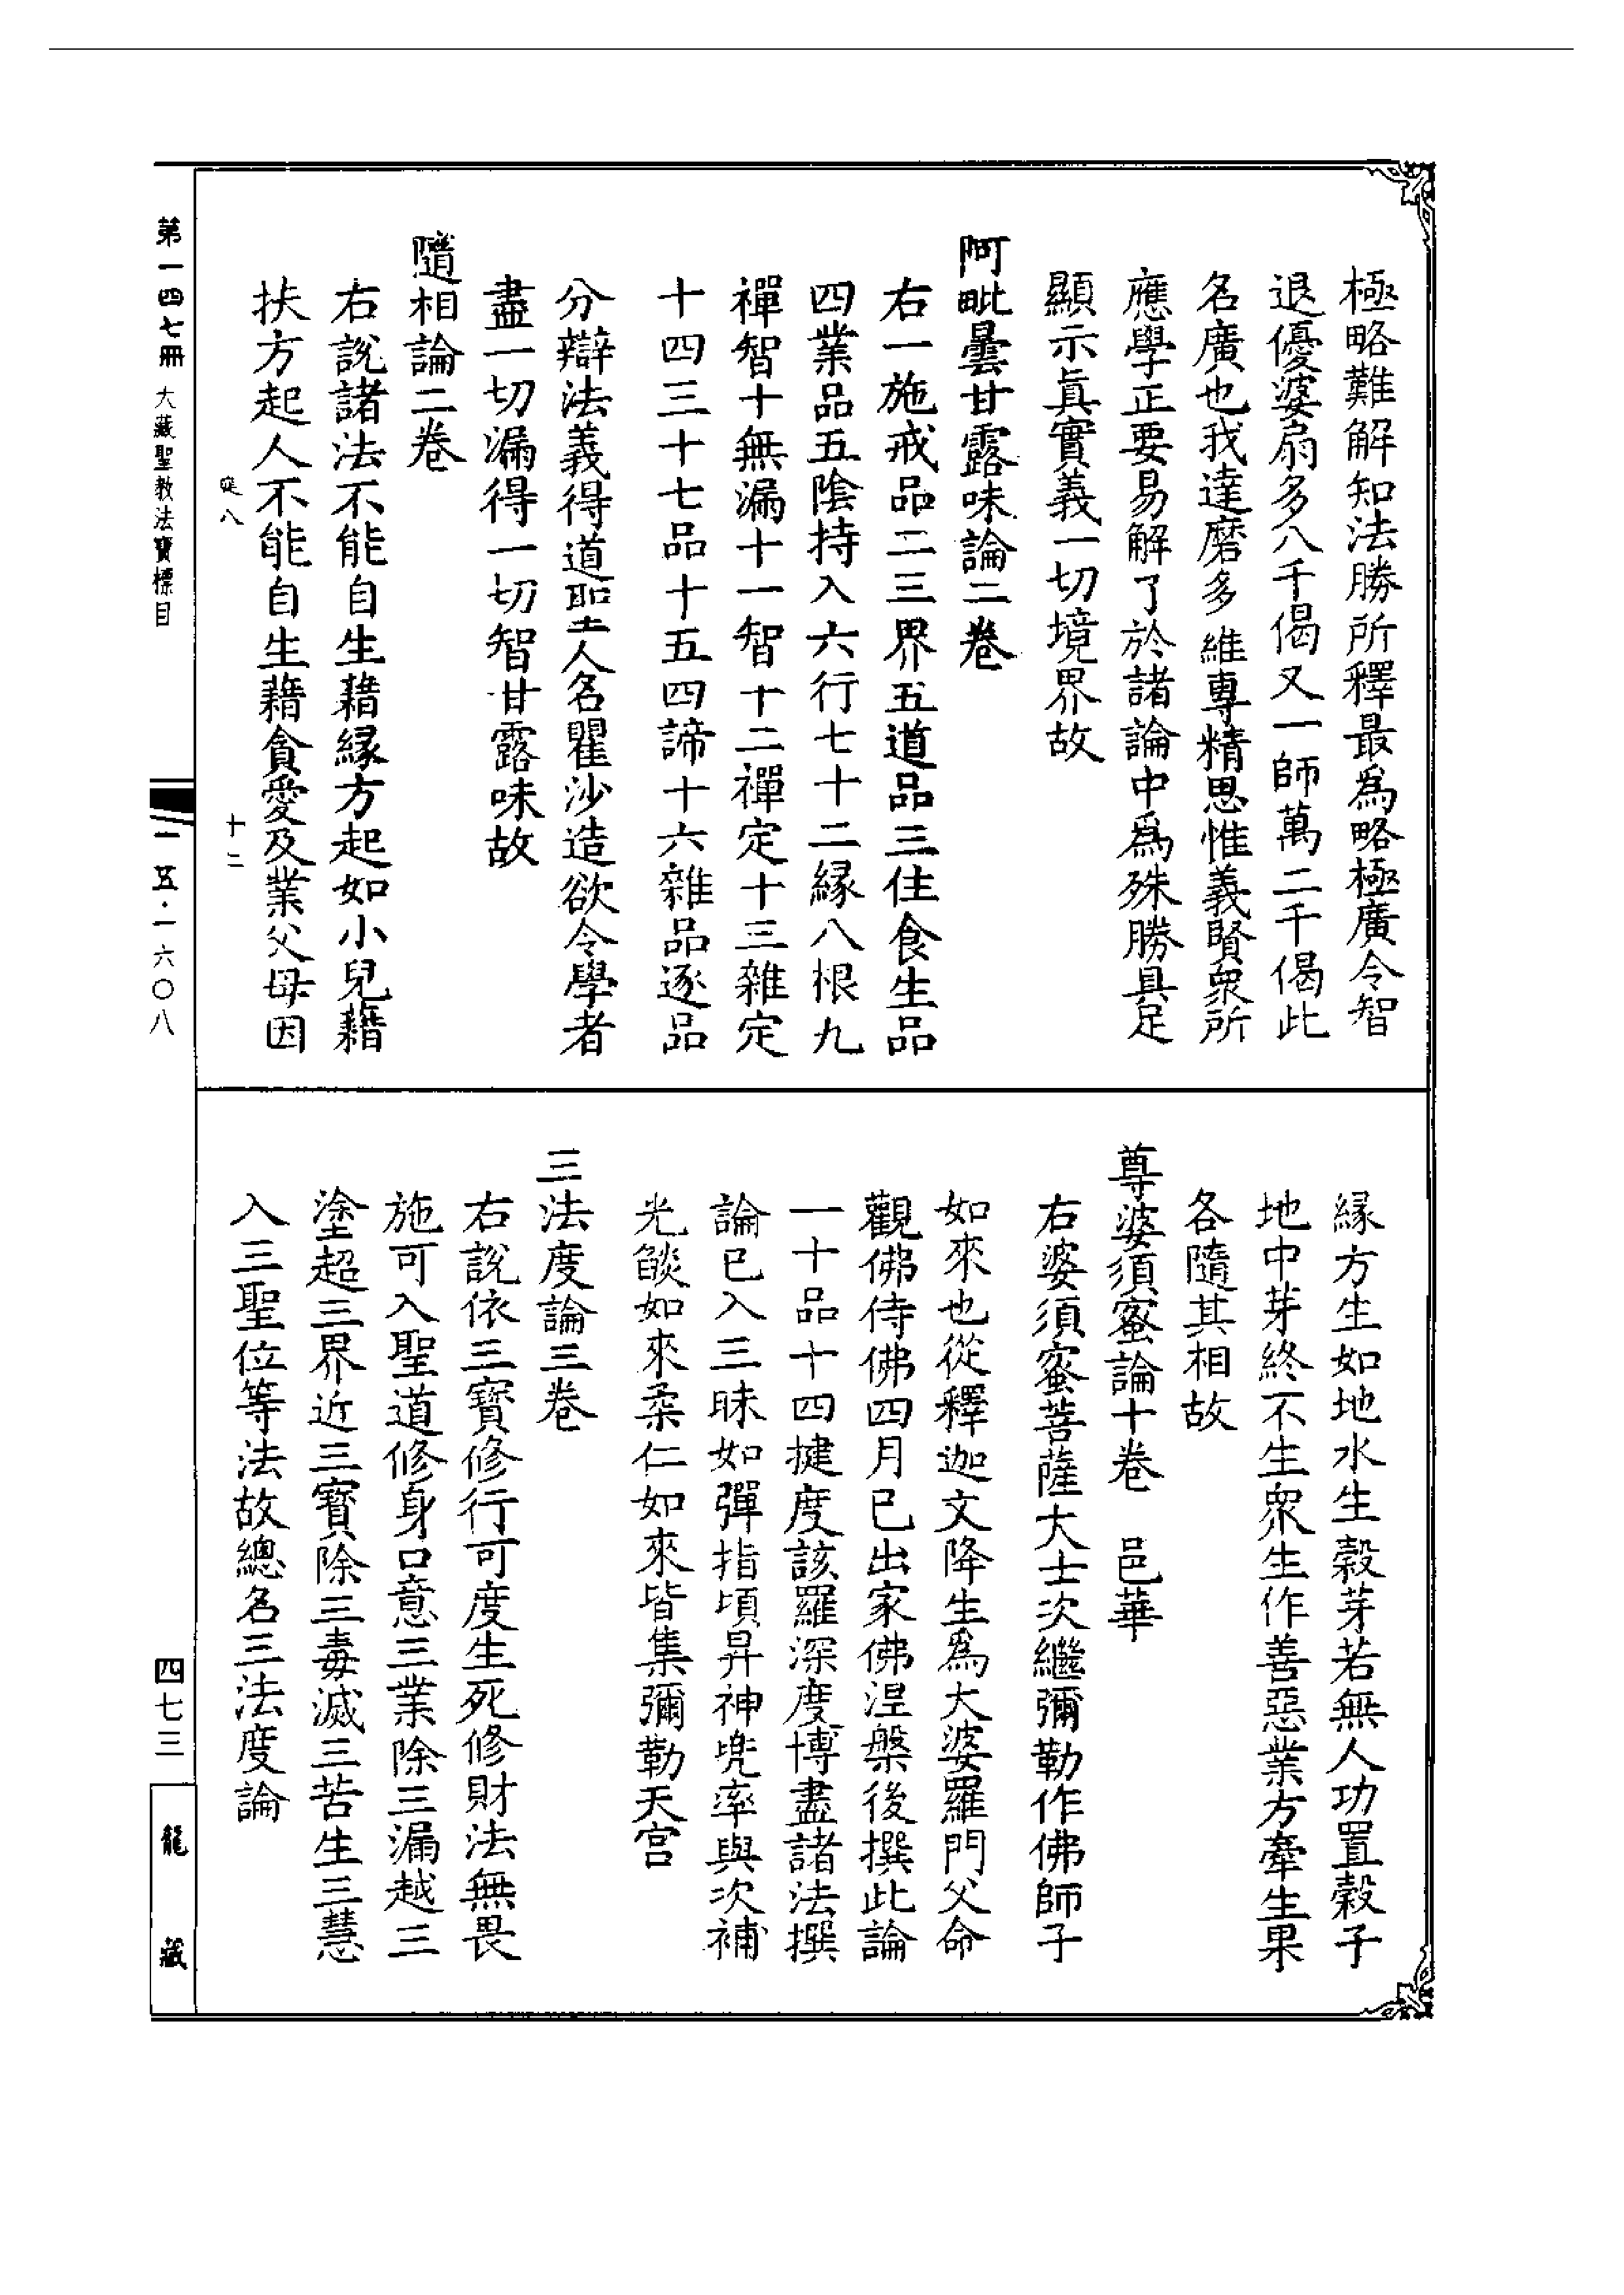 極略難解知法勝所釋最爲略極廣令智
退優婆扇多八千偈又一師萬二千偈此
名廣也我達磨多維專精思惟義賢衆所
應學正要易解了於諸論中爲殊勝具足
顯示眞實義一切境界故
阿毗曇甘露味論二卷
右一施戒品二三界五道品三住食生品
四業品五陰持入六行七十二緣八根九
禪智十無漏十一智十二禪定十三雜定
十四三十七品十五四諦十六雜品逐品
分辯法義得道聖人名瞿沙造欲令學者
盡一切漏得一切智甘露味故
隨相論二卷
右説諸法不能自生藉緣方起如小兒藉
扶方起人不能自生藉貪愛及業父母因
十二
第一四七冊 大藏聖教法寶標目
一五·一六〇八
緣方生如地水生穀芽若無人功置穀子
地中芽終不生衆生作善惡業方牽生果
各隨其相故
尊婆須蜜論十卷 邑華
右婆須蜜菩薩大士次繼彌勒作佛師子
如來也從釋迦文降生爲大婆羅門父命
觀佛侍佛四月已出家佛涅槃後撰此論
一十品十四揵度該羅深度博盡諸法撰
論已入三昧如彈指頃昇神兜率與次補
光燄如來柔仁如來皆集彌勒天宮
三法度論三卷
右説依三寶修行可度生死修財法無畏
施可入聖道修身口意三業除三漏越三
塗超三界近三寶除三毒滅三苦生三慧
入三聖位等法故總名三法度論
四七三
龍藏